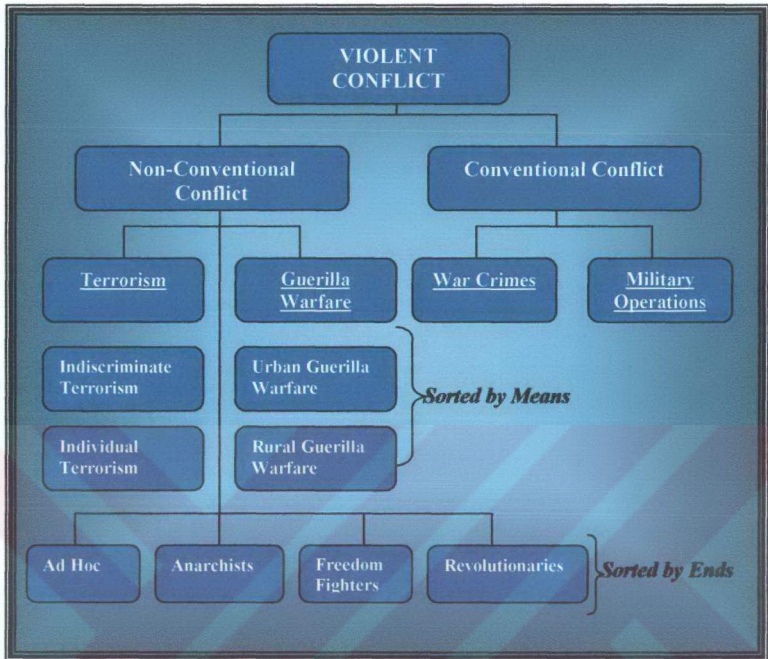 VIOLENT
CONFLICT
Non-Conventional
Conflict
Conventional Conflict
Terrorism
Guerilla
Warfare
War Crimes
Military
Operations
Indiscriminate
Terrorism
Urban Guerilla
Warfare
Sorted by Means
Individual
Terrorism
Rural Guerilla
Warfare
Ad Hoc
Anarchists
Freedom
Fighters
Revolutionaries
Sorted by Ends